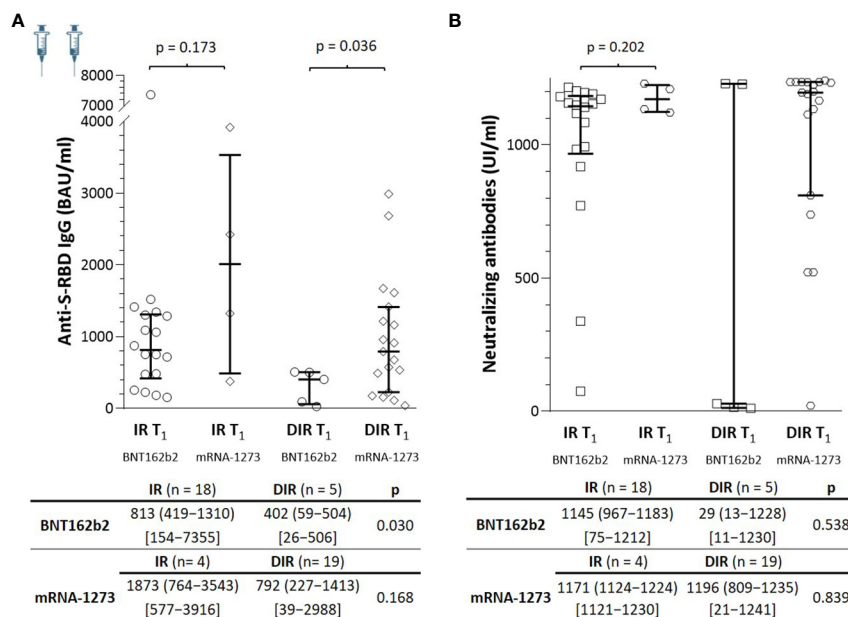 A
p = 0.173
p = 0.036
8000
7000
4000
3000
2000
1000
0
Anti-S-RBD IgG (BAU/ml)
IR T1 IR T1 DIR T1 DIR T1
BNT162b2 mRNA-1273 BNT162b2 mRNA-1273
IR (n = 18) DIR (n = 5) p
BNT162b2 813 (419–1310) 402 (59–504) 0.030
[154–7355] [26–506]
IR (n= 4) DIR (n = 19)
mRNA-1273 1873 (764–3543) 792 (227–1413) 0.168
[577–3916] [39–2988]
B
p = 0.202
1000
500
0
Neutralizing antibodies (UI/ml)
IR T1 IR T1 DIR T1 DIR T1
BNT162b2 mRNA-1273 BNT162b2 mRNA-1273
IR (n = 18) DIR (n = 5) p
BNT162b2 1145 (967–1183) 29 (13–1228) 0.538
[75–1212] [11–1230]
IR (n= 4) DIR (n = 19)
mRNA-1273 1171 (1124–1224) 1196 (809–1235) 0.839
[1121–1230] [21–1241]